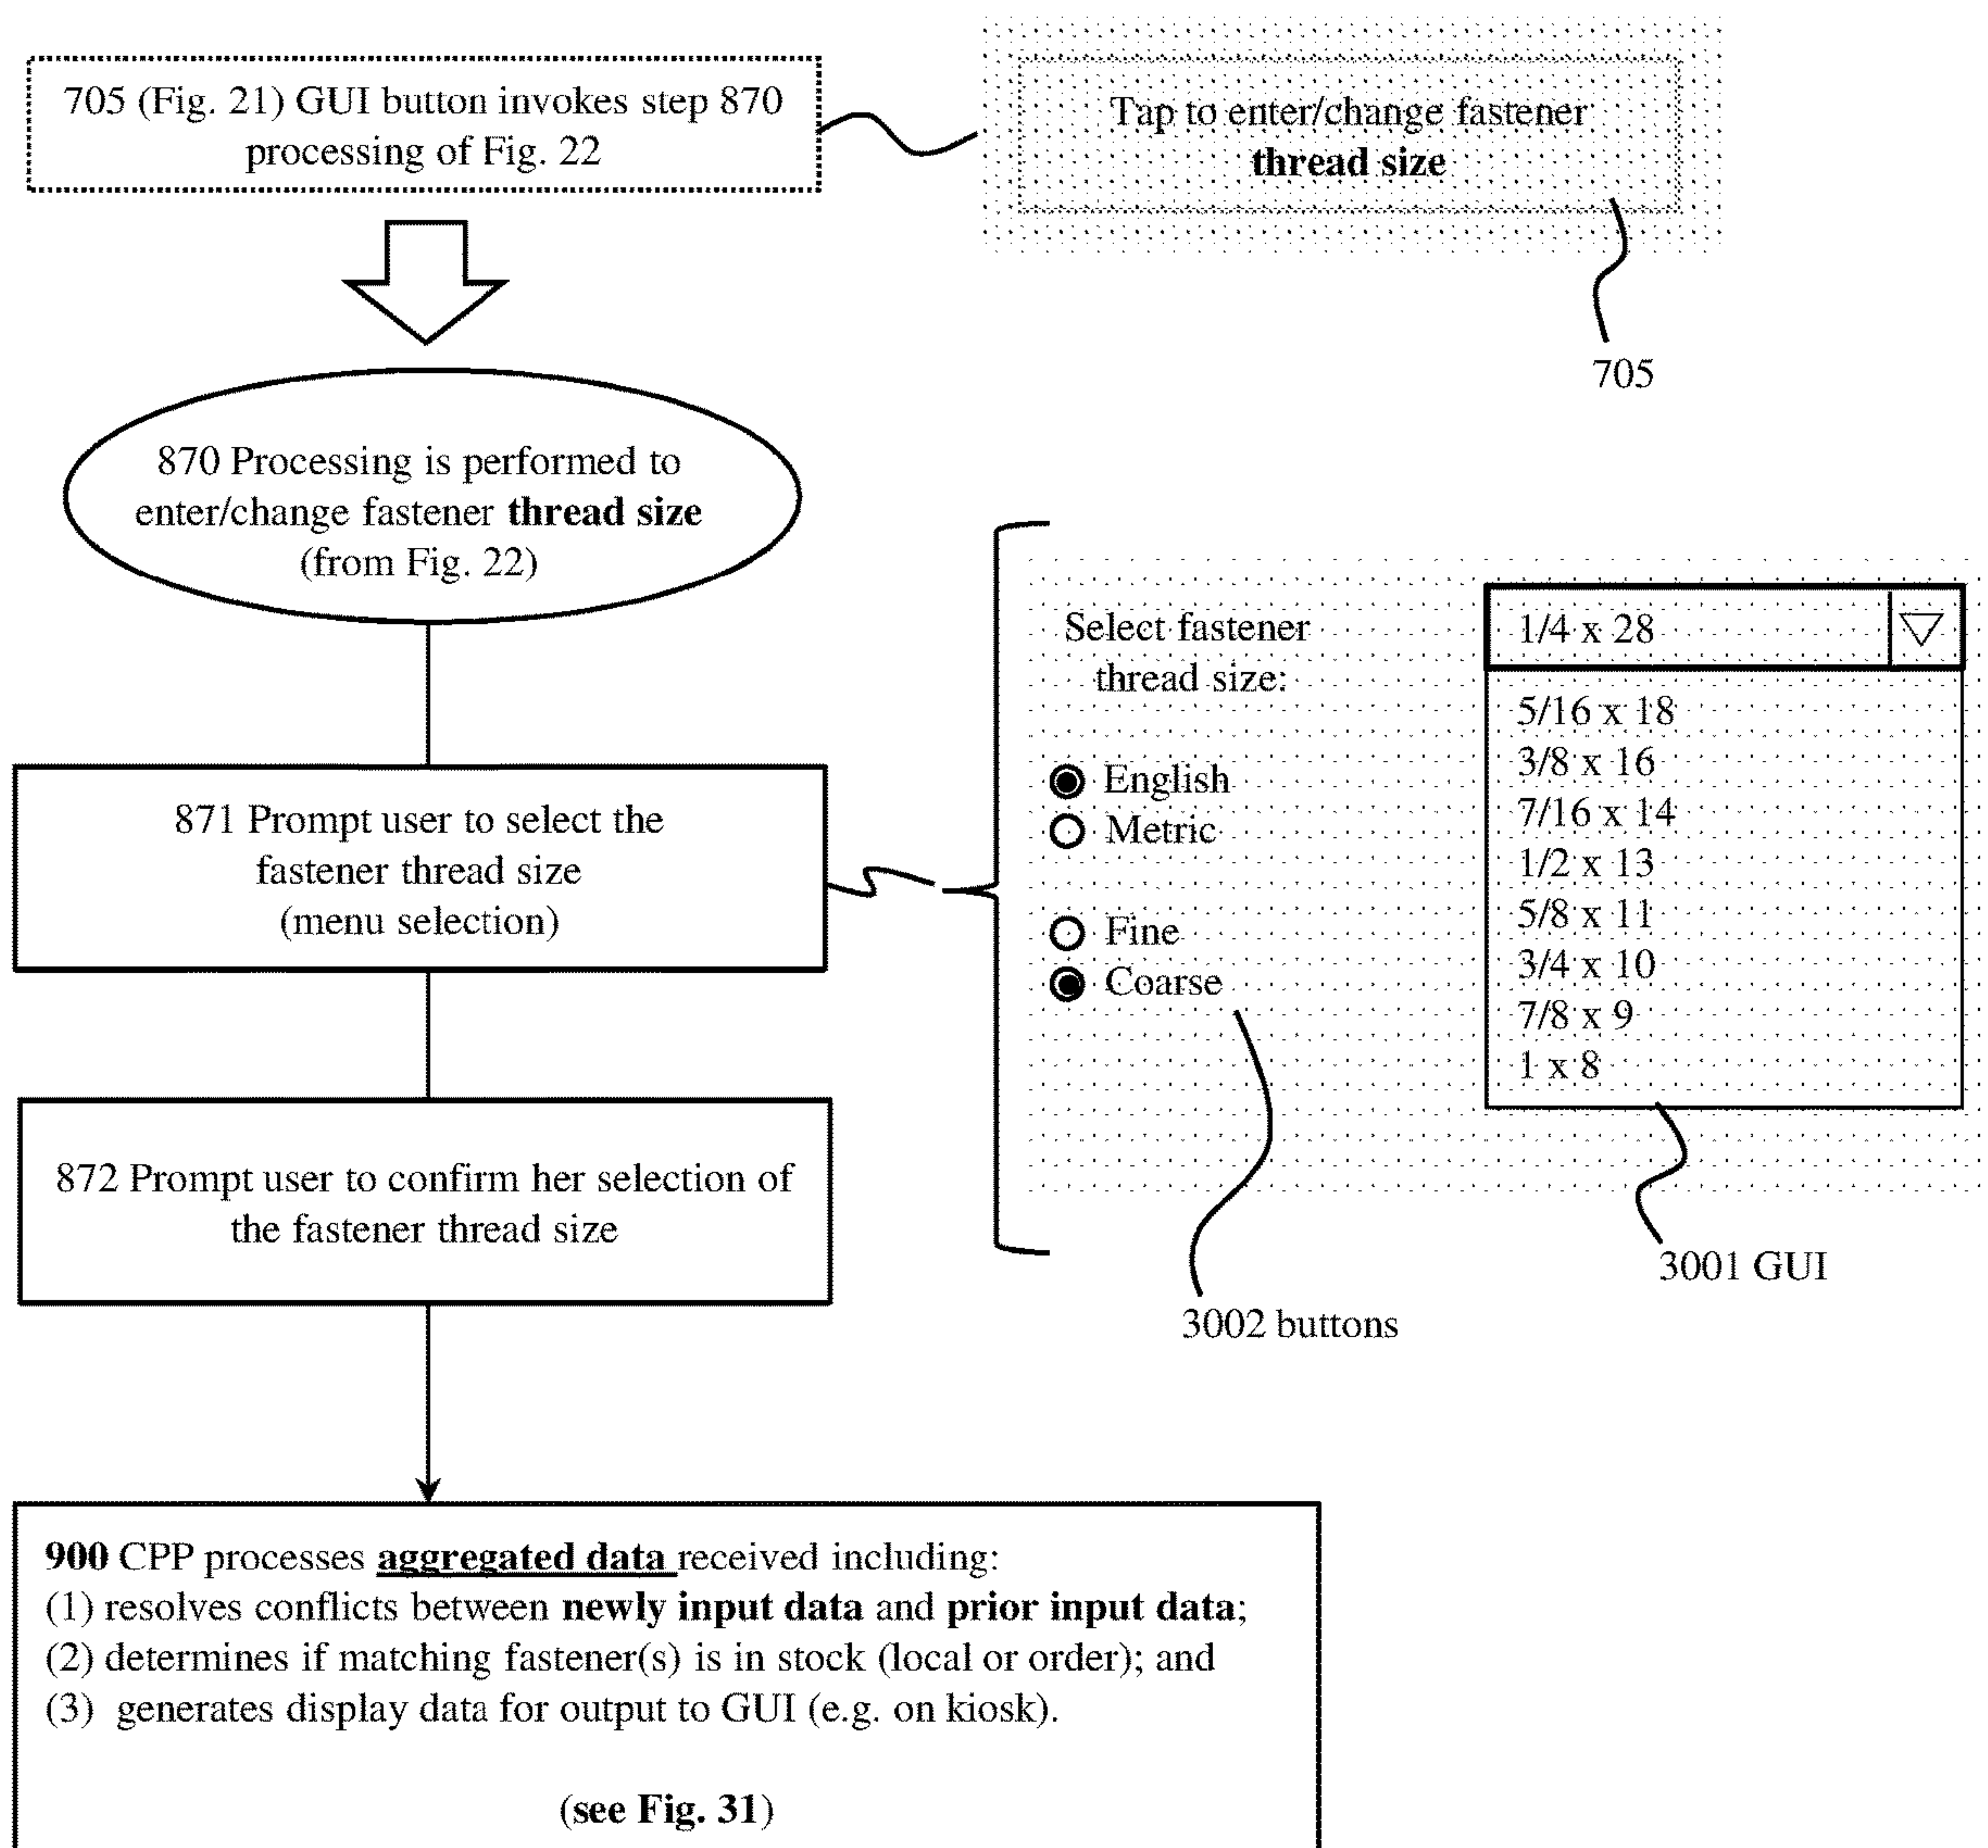 705 (Fig. 21) GUI button invokes step 870
processing of Fig. 22
Tap to enter/change fastener
thread size
705
870 Processing is performed to
enter/change fastener thread size
(from Fig. 22)
871 Prompt user to select the
fastener thread size
(menu selection)
Select fastener
thread size:
English
Metric
Fine
Coarse
1/4 x 28
5/16 x 18
3/8 x 16
7/16 x 14
1/2 x 13
5/8 x 11
3/4 x 10
7/8 x 9
1 x 8
3001 GUI
3002 buttons
872 Prompt user to confirm her selection of
the fastener thread size
900 CPP processes aggregated data received including:
(1) resolves conflicts between newly input data and prior input data;
(2) determines if matching fastener(s) is in stock (local or order); and
(3) generates display data for output to GUI (e.g. on kiosk).
(see Fig. 31)